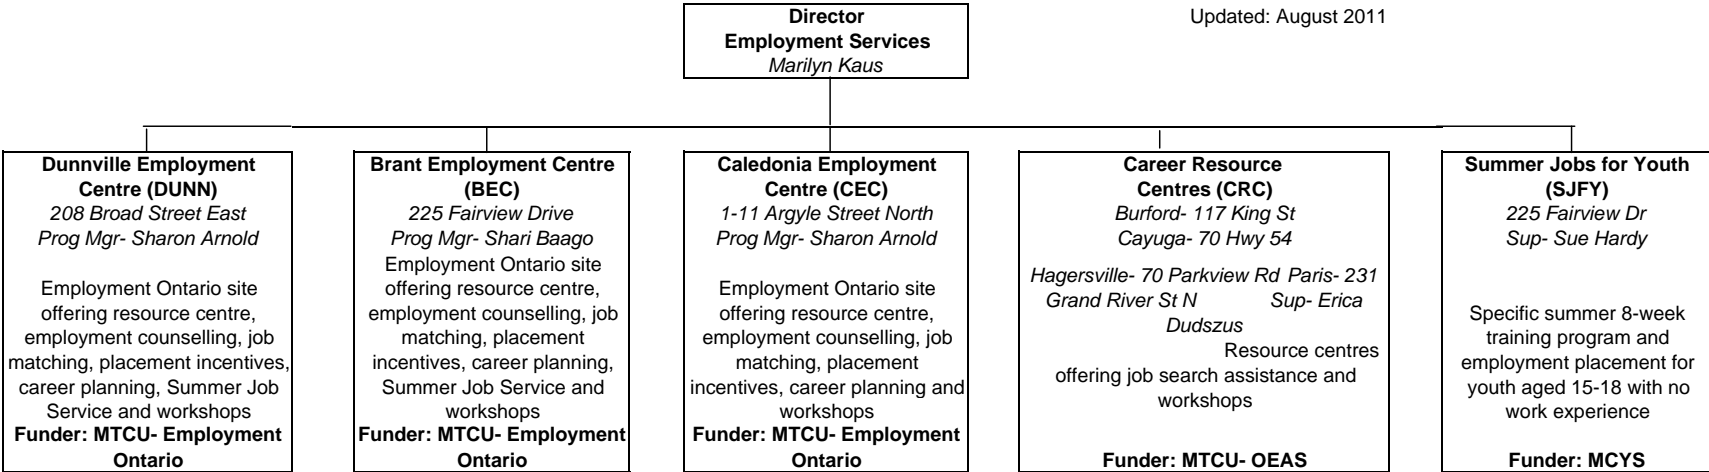 Director
Employment Services
Marilyn Kaus
Updated: August 2011
Dunnville Employment
Centre (DUNN)
208 Broad Street East
Prog Mgr- Sharon Arnold
Employment Ontario site
offering resource centre,
employment counselling, job
matching, placement incentives,
career planning, Summer Job
Service and workshops
Funder: MTCU- Employment
Ontario
Brant Employment Centre
(BEC)
225 Fairview Drive
Prog Mgr- Shari Baago
Employment Ontario site
offering resource centre,
employment counselling, job
matching, placement
incentives, career planning,
Summer Job Service and
workshops
Funder: MTCU- Employment
Ontario
Caledonia Employment
Centre (CEC)
1-11 Argyle Street North
Prog Mgr- Sharon Arnold
Employment Ontario site
offering resource centre,
employment counselling, job
matching, placement
incentives, career planning and
workshops
Funder: MTCU- Employment
Ontario
Career Resource
Centres (CRC)
Burford- 117 King St
Cayuga- 70 Hwy 54
Hagersville- 70 Parkview Rd Paris- 231
Grand River St N Sup- Erica
Dudszus
Resource centres
offering job search assistance and
workshops
Funder: MTCU- OEAS
Summer Jobs for Youth
(SJFY)
225 Fairview Dr
Sup- Sue Hardy
Specific summer 8-week
training program and
employment placement for
youth aged 15-18 with no
work experience
Funder: MCYS